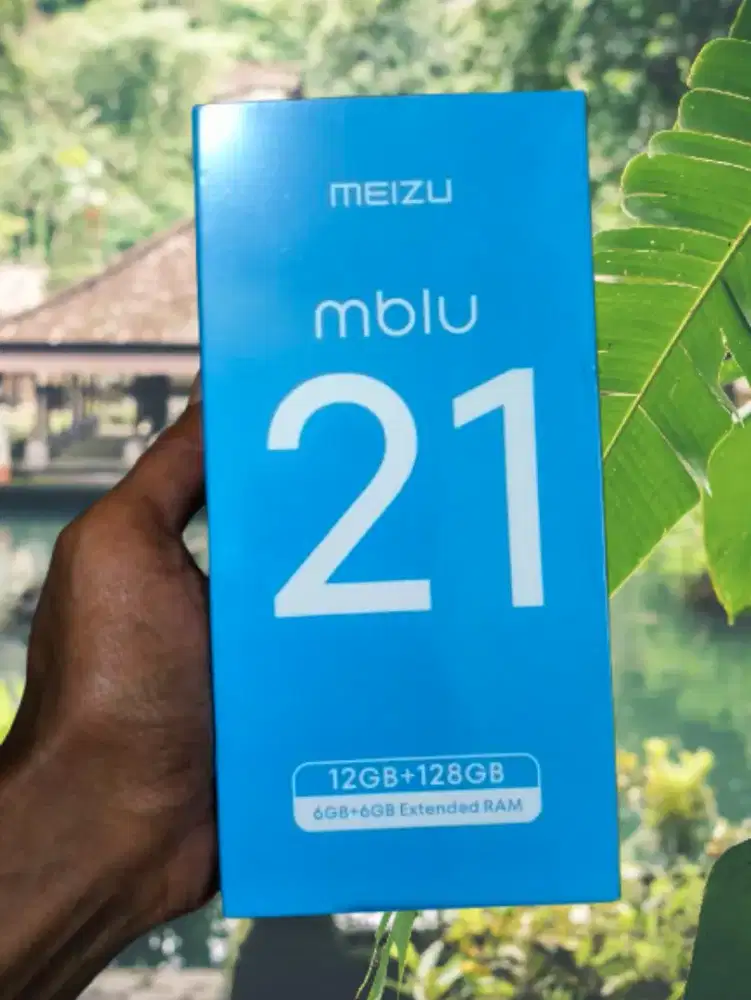 MEIZU
mblu
21
12GB+128GB
6GB+6GB Extended RAM